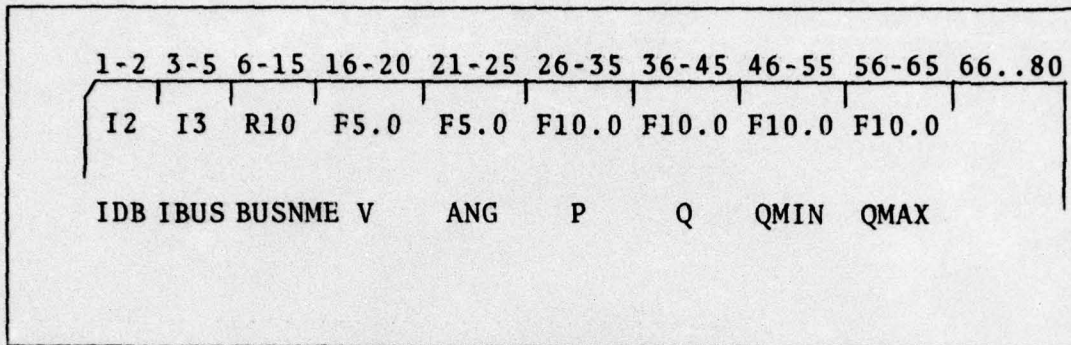 1-2 3-5 6-15 16-20 21-25 26-35 36-45 46-55 56-65 66..80
I2 I3 R10 F5.0 F5.0 F10.0 F10.0 F10.0 F10.0
IDB IBUS BUSNME V ANG P Q QMIN QMAX